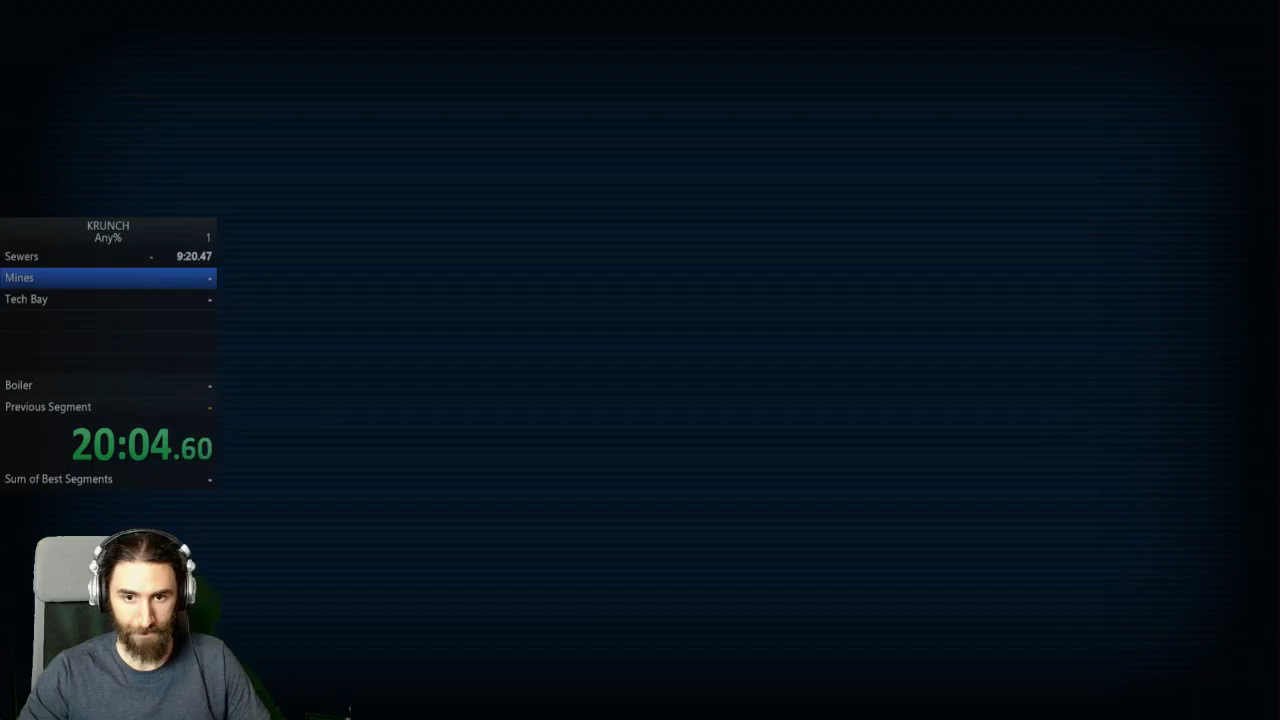 KRUNCH
Any% 1
Sewers - 9:20.47
Mines -
Tech Bay -
Boiler -
Previous Segment -
20:04.60
Sum of Best Segments -